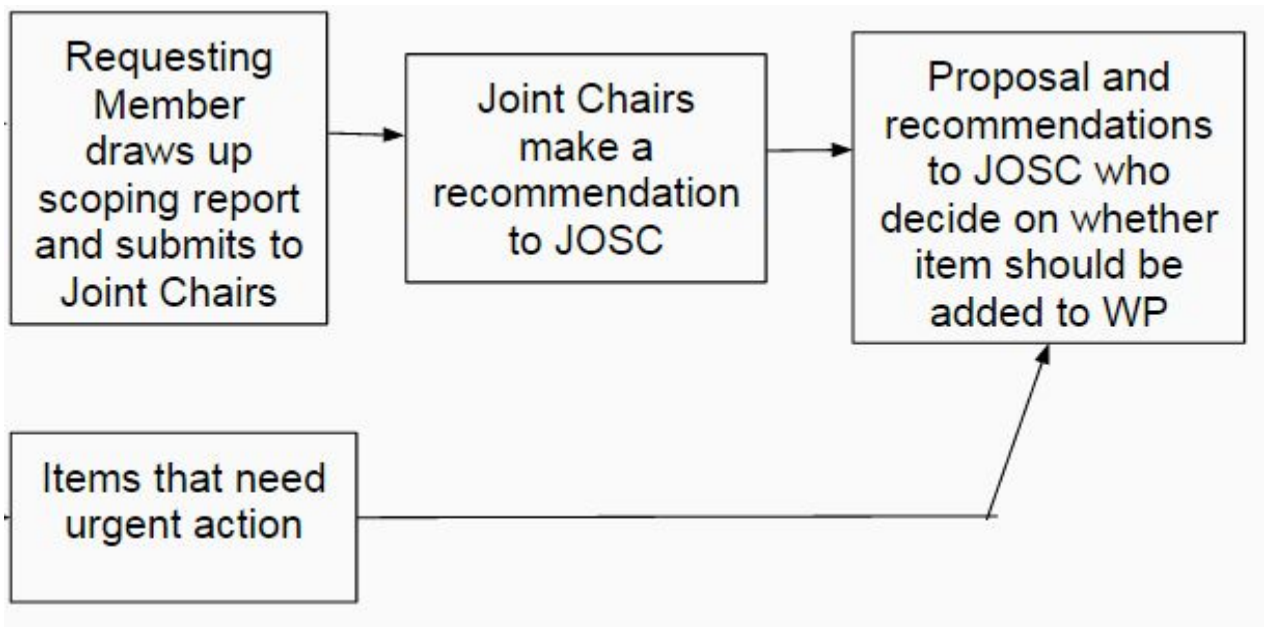 Requesting
Member
draws up
scoping report
and submits to
Joint Chairs
Joint Chairs
make a
recommendation
to JOSC
Proposal and
recommendations
to JOSC who
decide on whether
item should be
added to WP
Items that need
urgent action